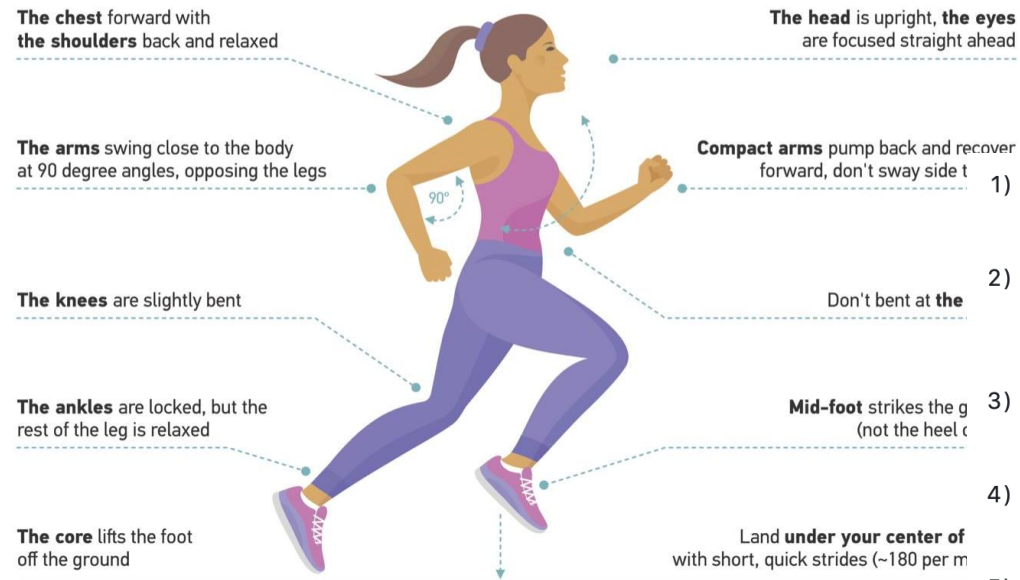 The chest forward with
the shoulders back and relaxed
The head is upright, the eyes
are focused straight ahead
The arms swing close to the body
at 90 degree angles, opposing the legs
90°
Compact arms pump back and recover
forward, don't sway side
1)
2)
The knees are slightly bent
Don't bent at the
The ankles are locked, but the
rest of the leg is relaxed
Mid-foot strikes the
(not the heel
3)
4)
The core lifts the foot
off the ground
Land under your center of
with short, quick strides (~180 per